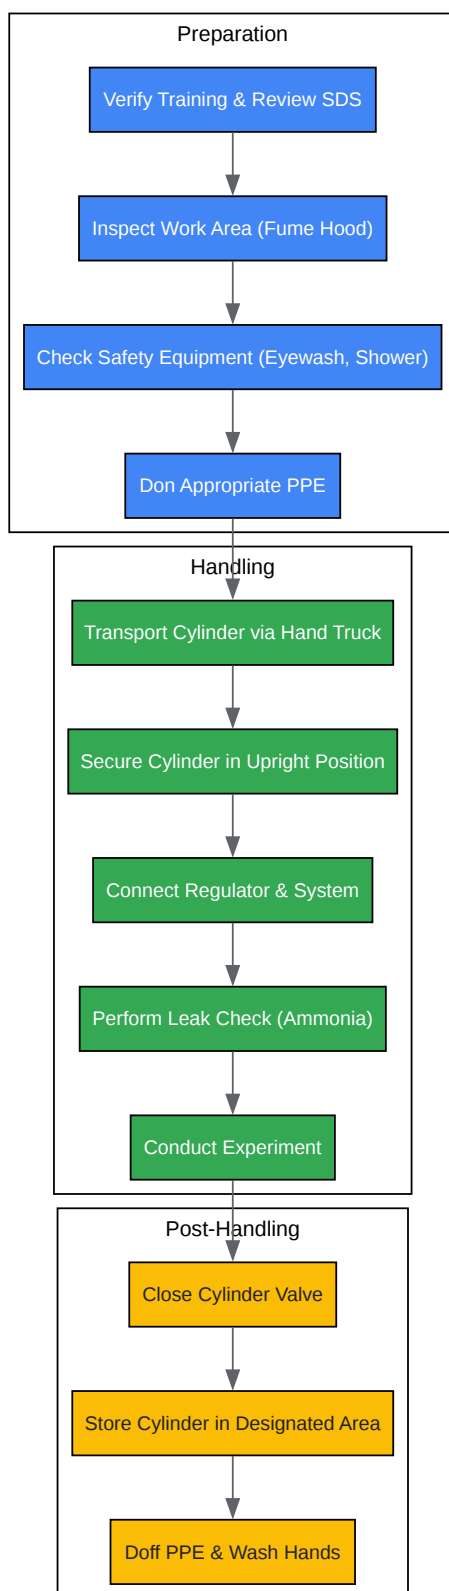 Preparation
Verify Training & Review SDS
Inspect Work Area (Fume Hood)
Check Safety Equipment (Eyewash, Shower)
Don Appropriate PPE
Handling
Transport Cylinder via Hand Truck
Secure Cylinder in Upright Position
Connect Regulator & System
Perform Leak Check (Ammonia)
Conduct Experiment
Post-Handling
Close Cylinder Valve
Store Cylinder in Designated Area
Doff PPE & Wash Hands